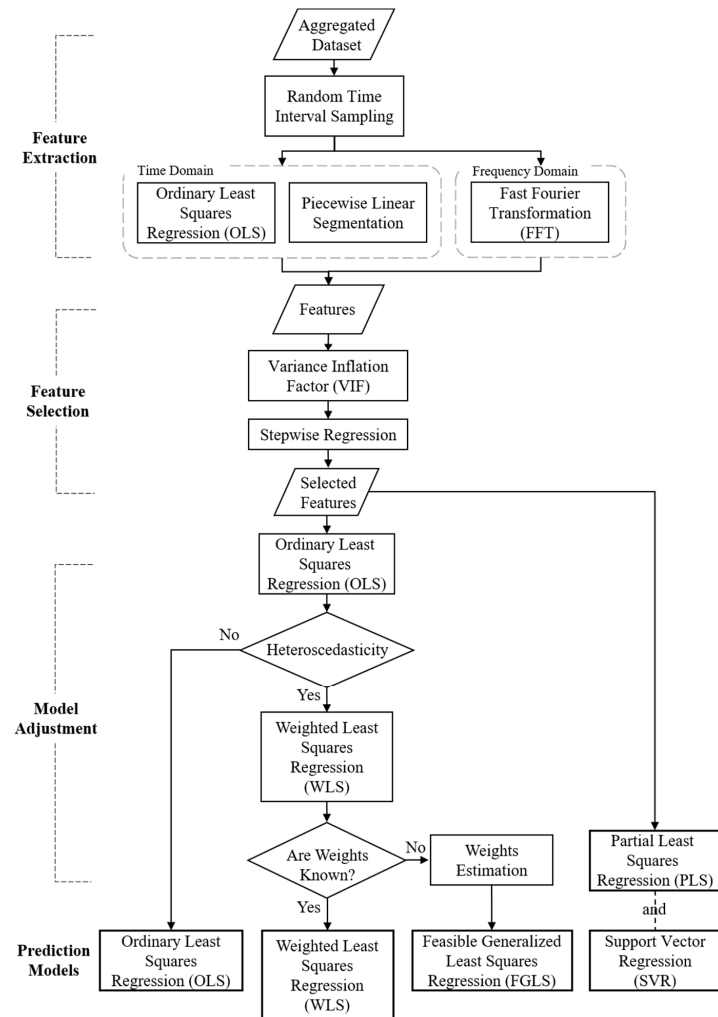 Aggregated
Dataset
Random Time
Interval Sampling
Feature
Extraction
Time Domain
Frequency Domain
Ordinary Least
Squares
Regression (OLS)
Piecewise Linear
Segmentation
Fast Fourier
Transformation
(FFT)
Features
Variance Inflation
Factor (VIF)
Feature
Selection
Stepwise Regression
Selected
Features
Ordinary Least
Squares
Regression (OLS)
No
Heteroscedasticity
Yes
Model
Adjustment
Weighted Least
Squares
Regression
(WLS)
Are Weights
Known?
No
Weights
Estimation
Yes
Partial Least
Squares
Regression (PLS)
and
Prediction
Models
Ordinary Least
Squares
Regression (OLS)
Weighted Least
Squares
Regression
(WLS)
Feasible Generalized
Least Squares
Regression (FGLS)
Support Vector
Regression
(SVR)